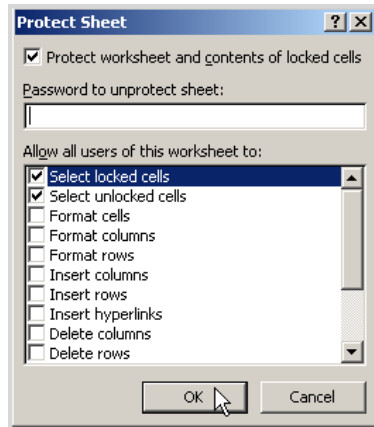 Protect Sheet
Protect worksheet and contents of locked cells
Password to unprotect sheet:
Allow all users of this worksheet to:
Select locked cells
Select unlocked cells
Format cells
Format columns
Format rows
Insert columns
Insert rows
Insert hyperlinks
Delete columns
Delete rows
OK Cancel